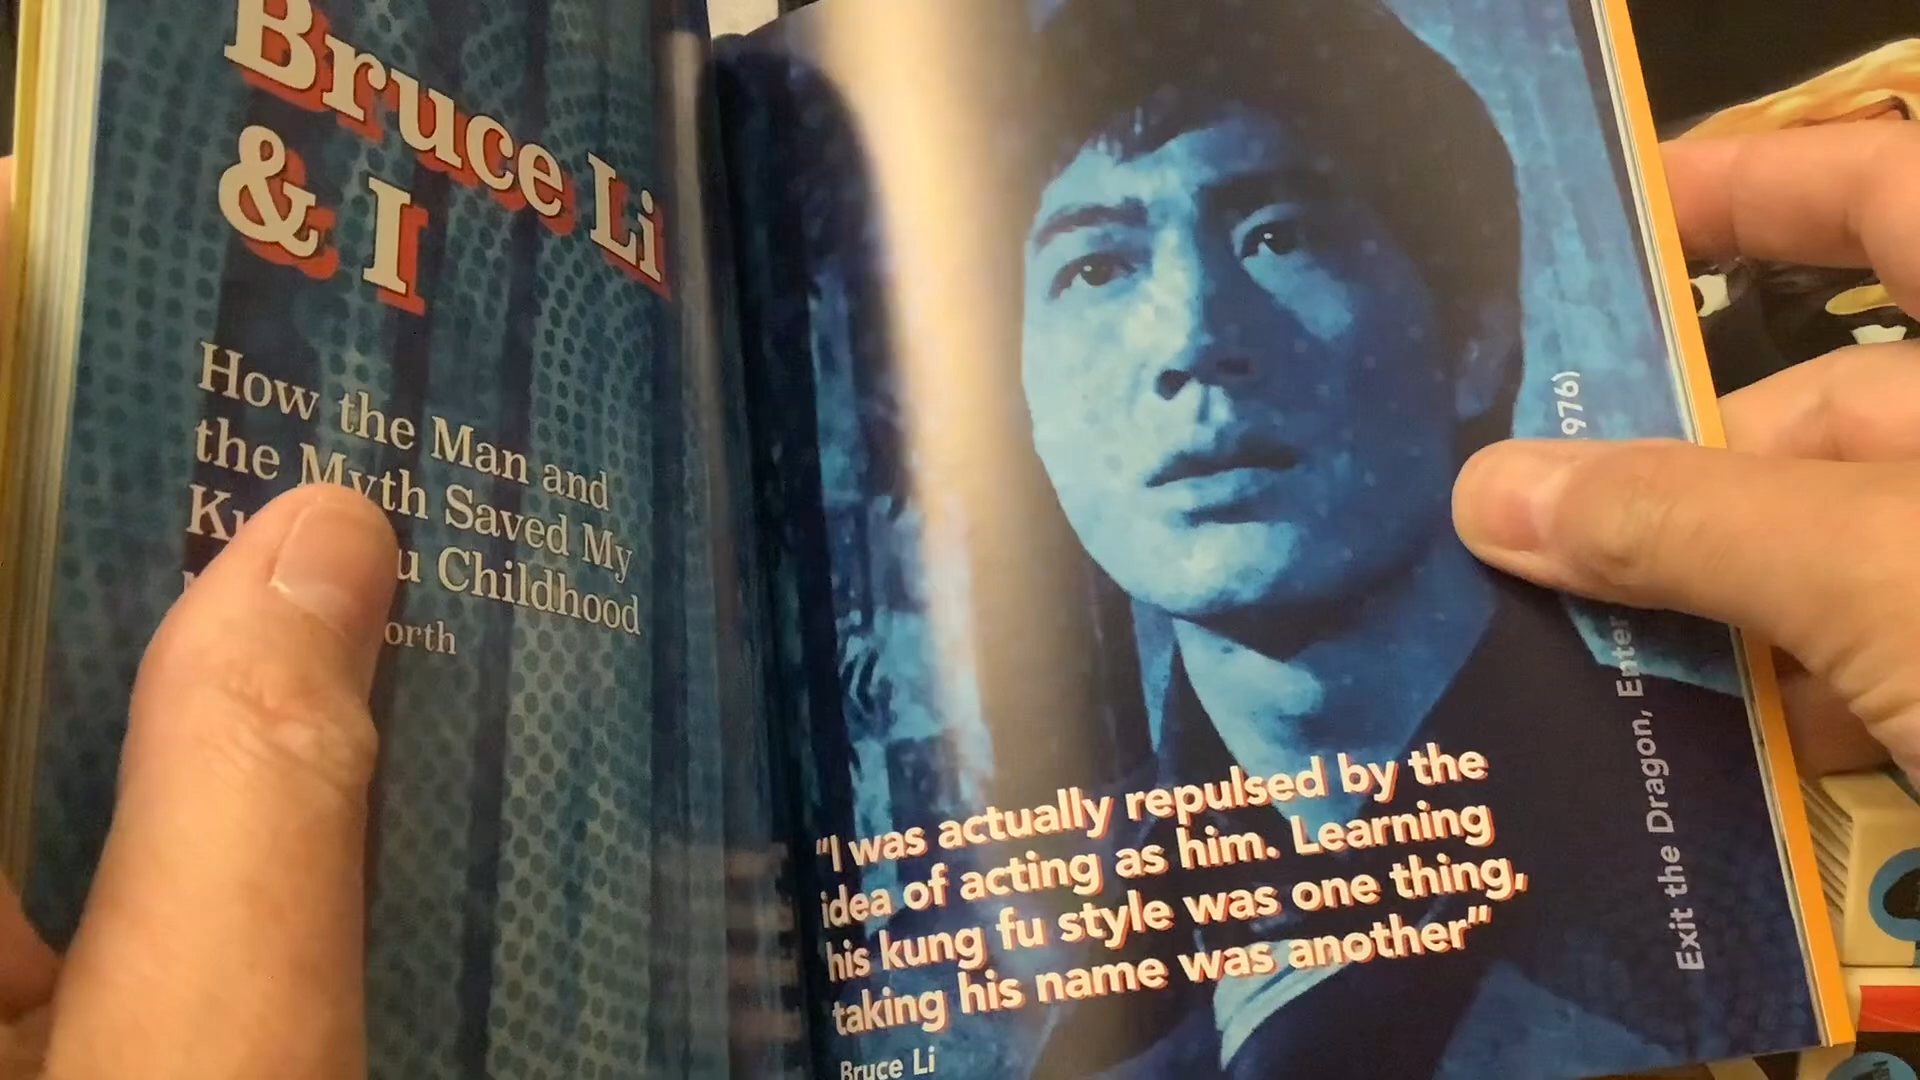 Bruce Li
& I
How the Man and
the Myth Saved My
Childhood
"I was actually repulsed by the
idea of acting as him. Learning
his kung fu style was one thing,
taking his name was another"
Bruce Li
Exit the Dragon, Enter